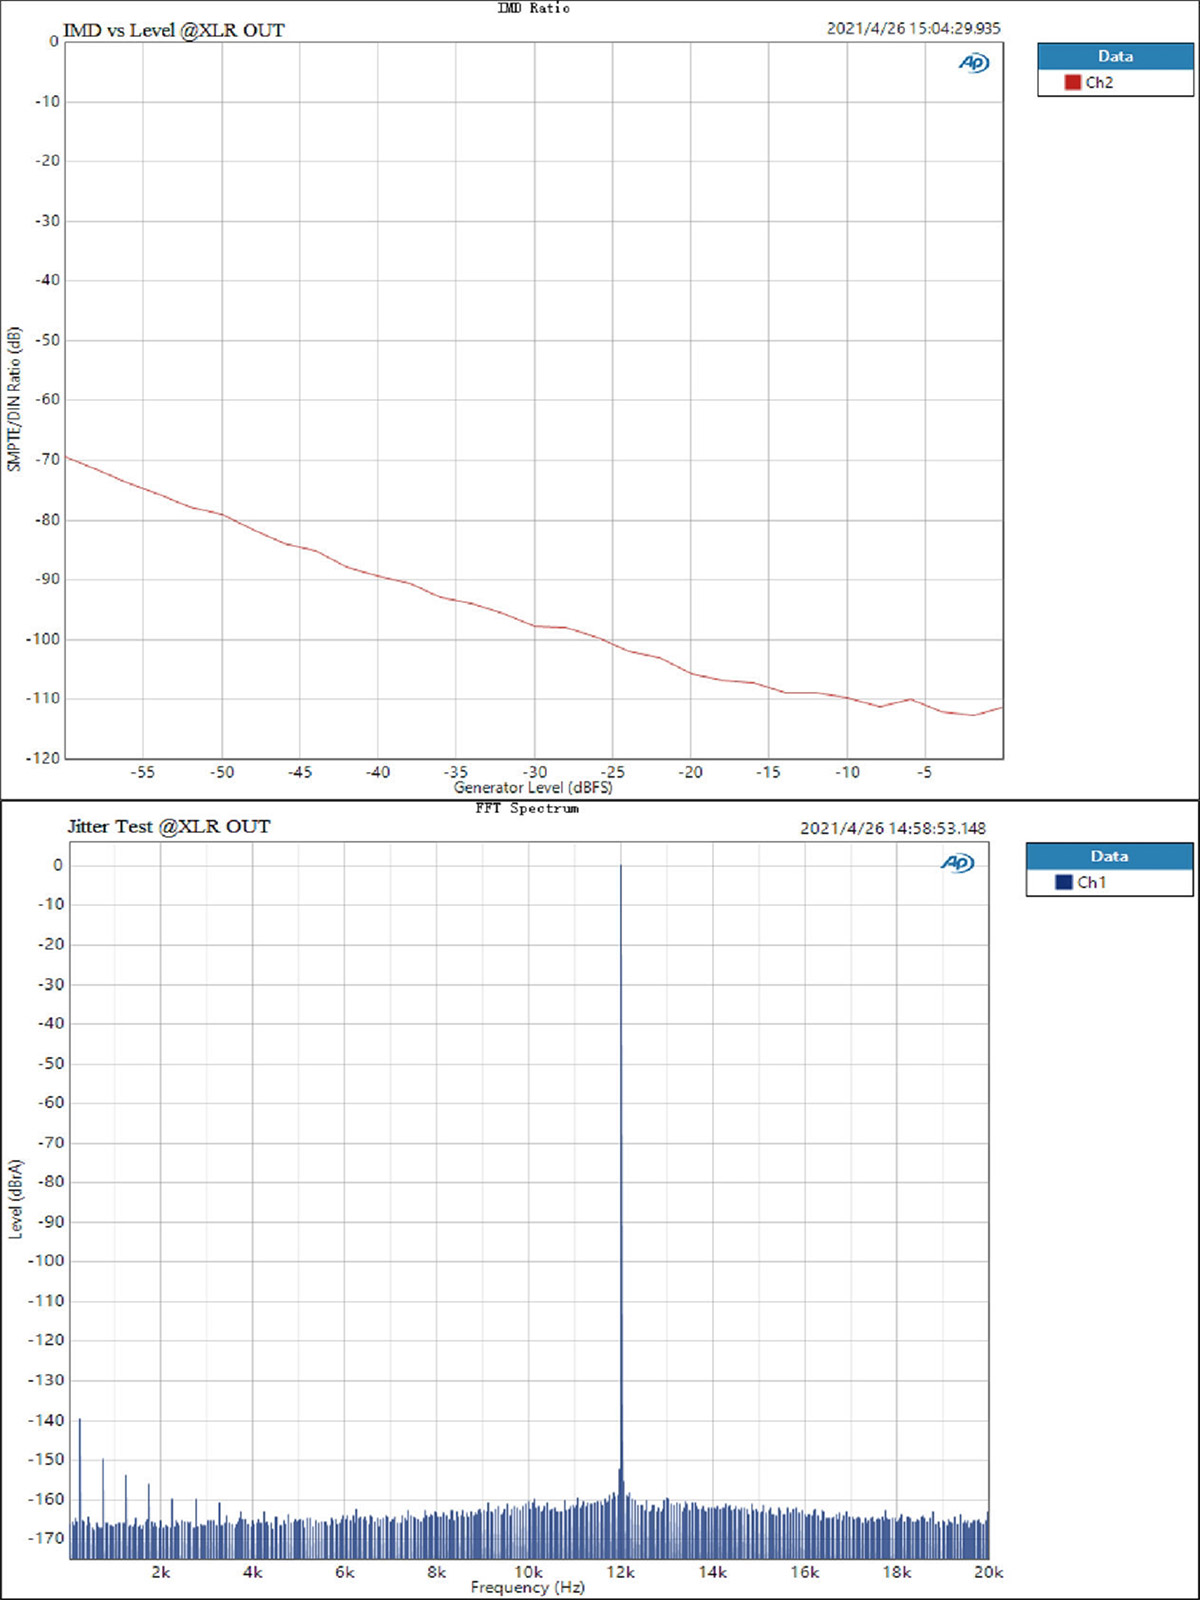 IMD Ratio
IMD vs Level @XLR OUT
2021/4/26 15:04:29.935
AP
Data
Ch2
0
-10
-20
-30
-40
-50
-60
-70
-80
-90
-100
-110
-120
SMPTE/DIN Ratio (dB)
-55 -50 -45 -40 -35 -30 -25 -20 -15 -10 -5
Generator Level (dBFS)
FFT Spectrum
Jitter Test @XLR OUT
2021/4/26 14:58:53.148
AP
Data
Ch1
0
-10
-20
-30
-40
-50
-60
-70
-80
-90
-100
-110
-120
-130
-140
-150
-160
-170
Level (dBrA)
2k 4k 6k 8k 10k 12k 14k 16k 18k 20k
Frequency (Hz)